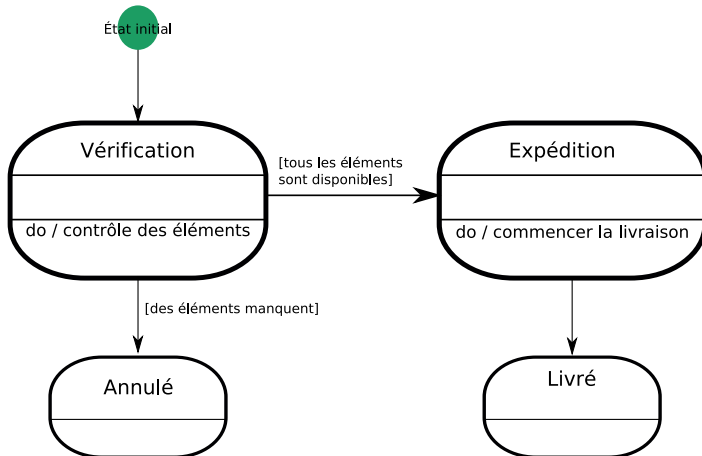 État initial
Vérification
do / contrôle des éléments
[tous les éléments
sont disponibles]
Expédition
do / commencer la livraison
[des éléments manquent]
Annulé
Livré